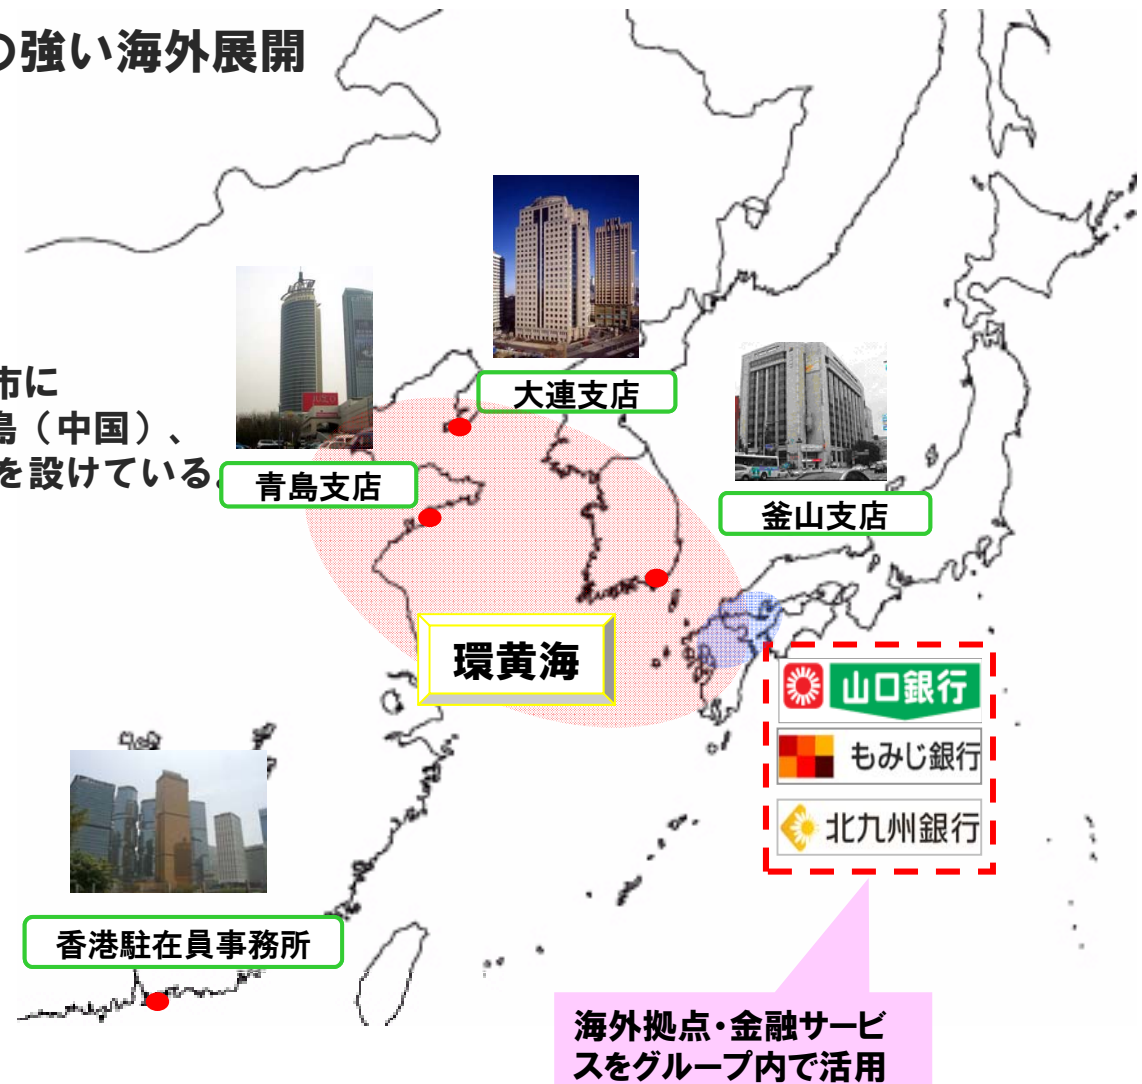 の強い海外展開
大連支店
市に
島（中国）、
を設けている。
青島支店
釜山支店
環黄海
山口銀行
もみじ銀行
北九州銀行
香港駐在員事務所
海外拠点・金融サービ
スをグループ内で活用